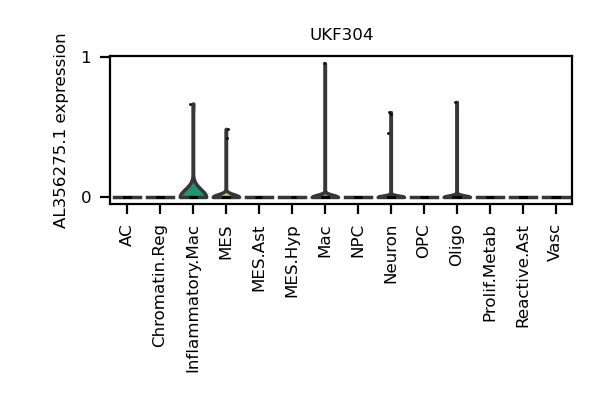 UKF304
AL356275.1 expression
1
0
AC
Chromatin.Reg
Inflammatory.Mac
MES
MES.Ast
MES.Hyp
Mac
NPC
Neuron
OPC
Oligo
Prolif.Metab
Reactive.Ast
Vasc